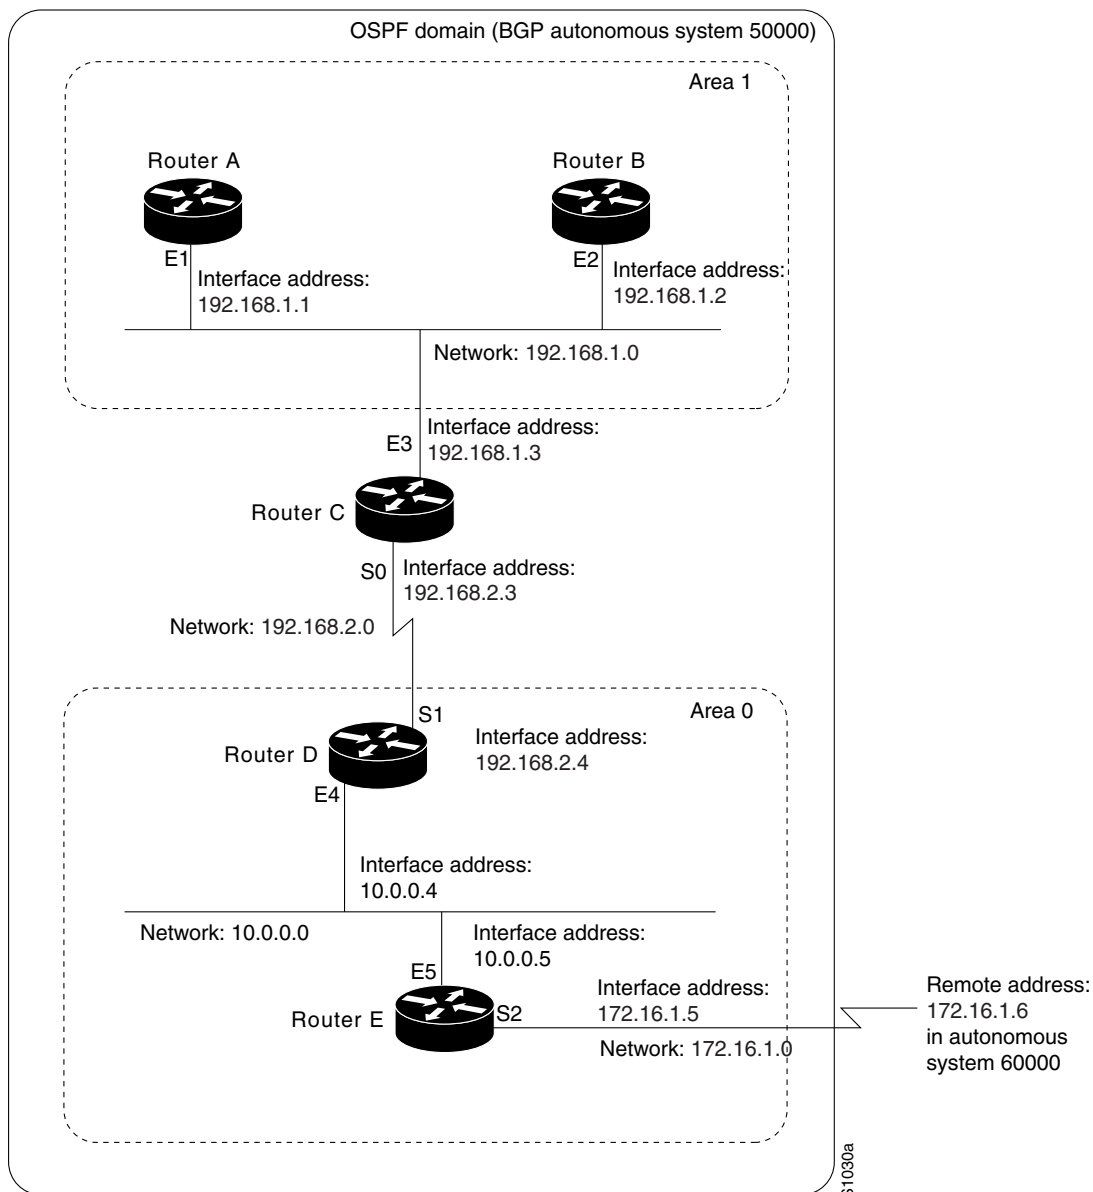 OSPF domain (BGP autonomous system 50000)
Area 1
Router A
Router B
E1
Interface address:
192.168.1.1
E2
Interface address:
192.168.1.2
Network: 192.168.1.0
E3
Interface address:
192.168.1.3
Router C
S0
Interface address:
192.168.2.3
Network: 192.168.2.0
Area 0
S1
Router D
Interface address:
192.168.2.4
E4
Interface address:
10.0.0.4
Network: 10.0.0.0
Interface address:
10.0.0.5
E5
Router E
S2
Interface address:
172.16.1.5
Network: 172.16.1.0
Remote address:
172.16.1.6
in autonomous
system 60000